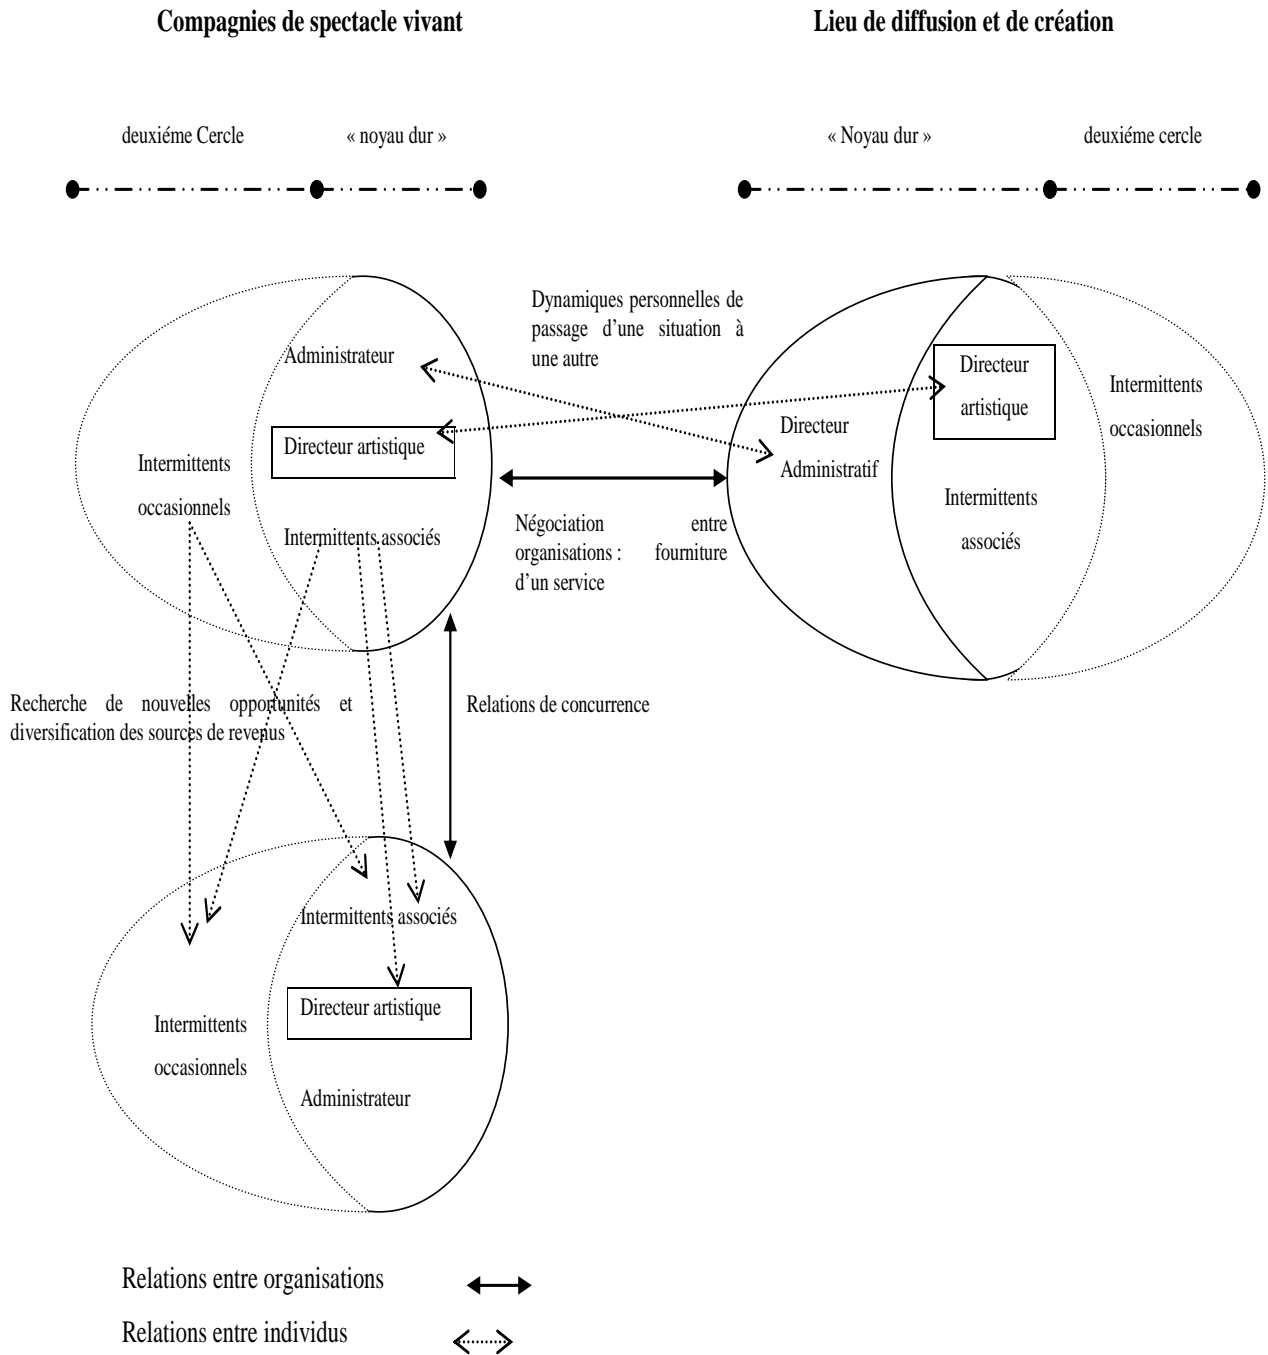 Compagnies de spectacle vivant
Lieu de diffusion et de création
deuxiéme Cercle
« noyau dur »
« Noyau dur »
deuxiéme cercle
Dynamiques personnelles de
passage d’une situation à
une autre
Administrateur
Directeur artistique
Intermittents
occasionnels
Intermittents associés
Directeur
Administratif
Directeur
artistique
Intermittents
associés
Intermittents
occasionnels
Négociation entre
organisations : fourniture
d’un service
Recherche de nouvelles opportunités et
diversification des sources de revenus
Relations de concurrence
Intermittents associés
Directeur artistique
Intermittents
occasionnels
Administrateur
Relations entre organisations
Relations entre individus